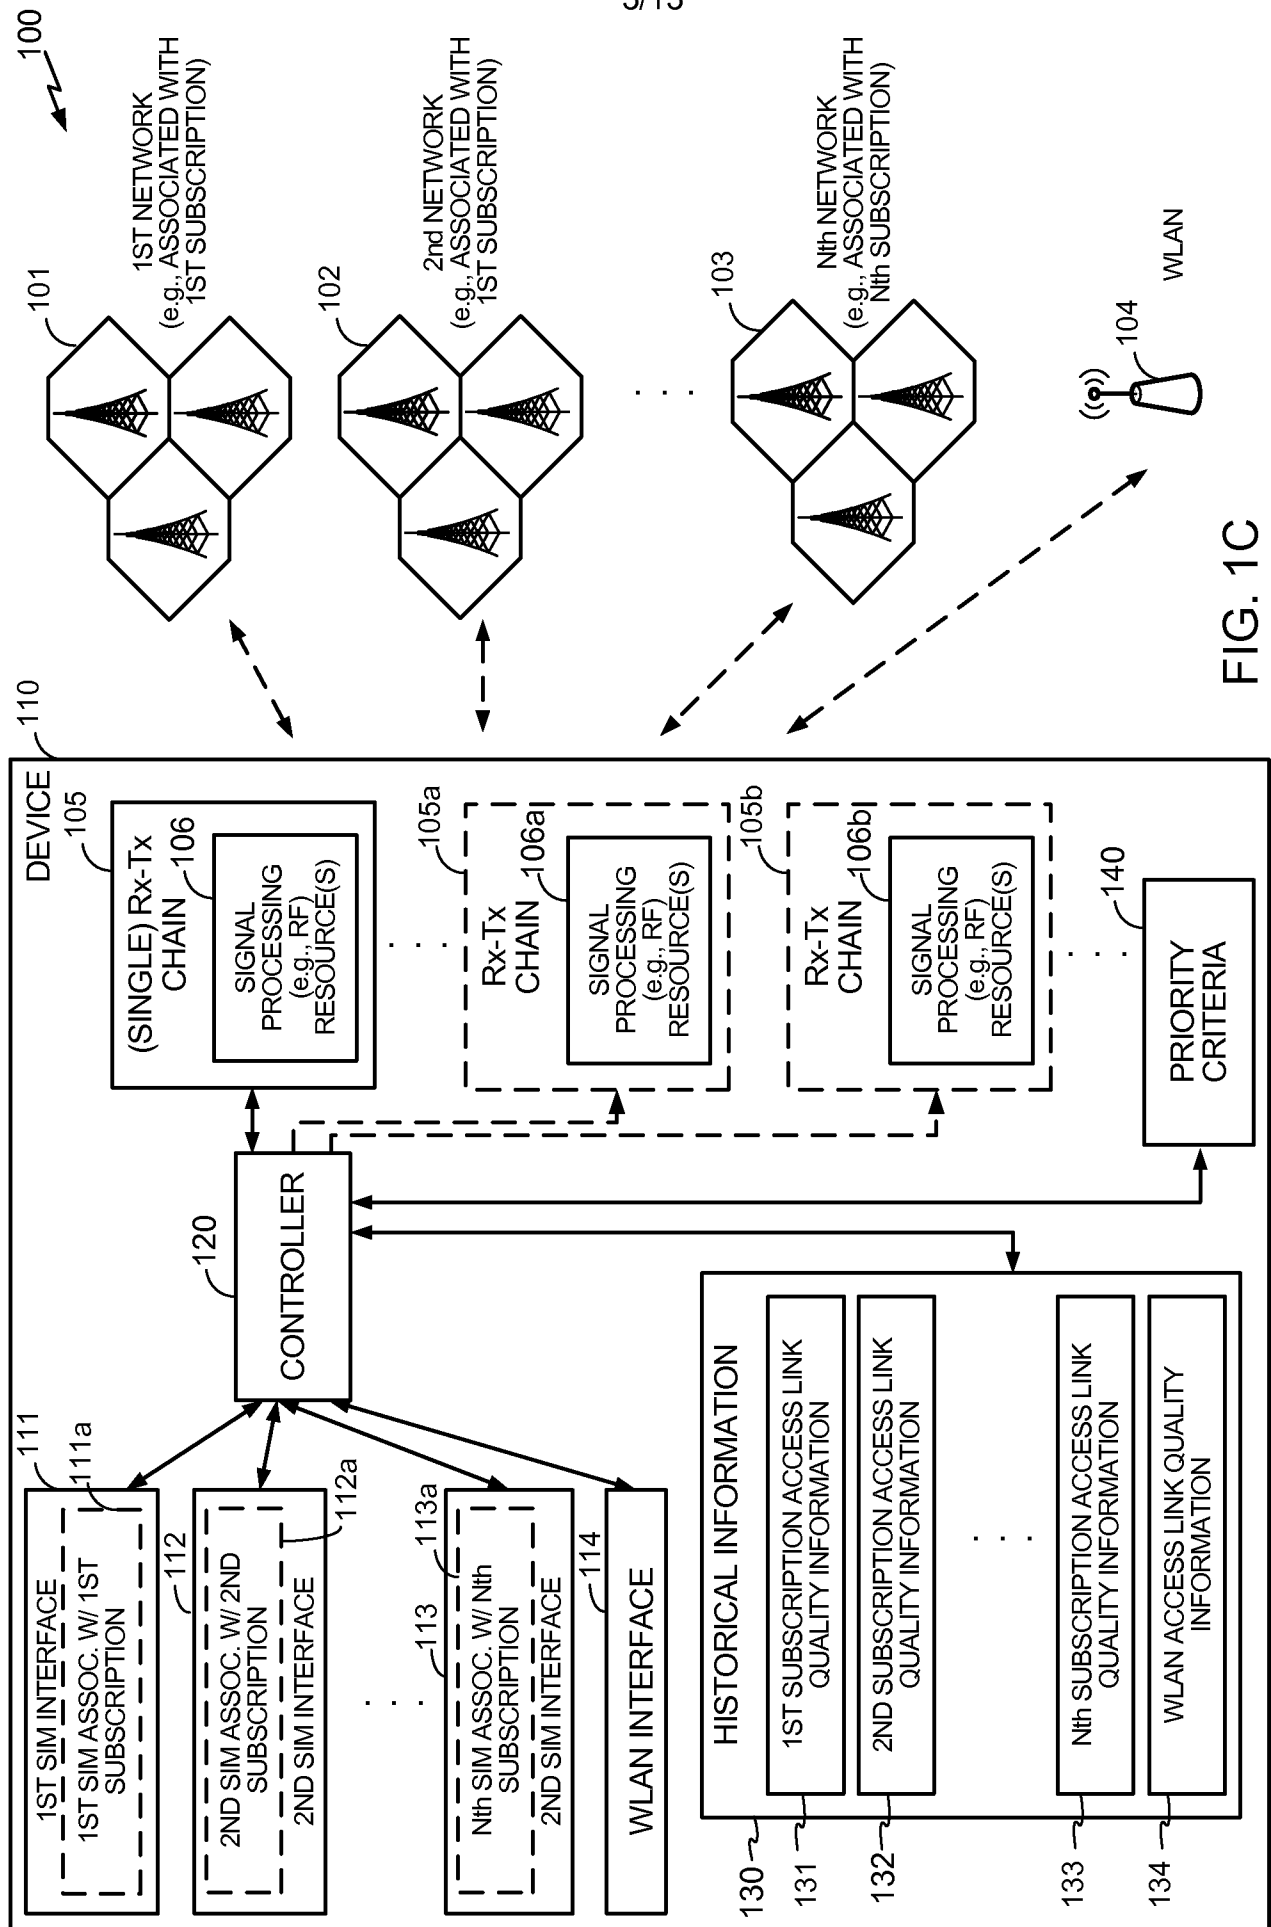 100
DEVICE
110
1ST SIM INTERFACE
111
1ST SIM ASSOC. W/ 1ST
SUBSCRIPTION
111a
112
2ND SIM ASSOC. W/ 2ND
SUBSCRIPTION
112a
2ND SIM INTERFACE
. . .
113
Nth SIM ASSOC. W/ Nth
SUBSCRIPTION
113a
2ND SIM INTERFACE
114
WLAN INTERFACE
120
CONTROLLER
105
(SINGLE) Rx-Tx
CHAIN
106
SIGNAL
PROCESSING
(e.g., RF)
RESOURCE(S)
. . .
105a
Rx-Tx
CHAIN
106a
SIGNAL
PROCESSING
(e.g., RF)
RESOURCE(S)
105b
Rx-Tx
CHAIN
106b
SIGNAL
PROCESSING
(e.g., RF)
RESOURCE(S)
. . .
140
PRIORITY
CRITERIA
130
HISTORICAL INFORMATION
131
1ST SUBSCRIPTION ACCESS LINK
QUALITY INFORMATION
132
2ND SUBSCRIPTION ACCESS LINK
QUALITY INFORMATION
. . .
133
Nth SUBSCRIPTION ACCESS LINK
QUALITY INFORMATION
134
WLAN ACCESS LINK QUALITY
INFORMATION
101
1ST NETWORK
(e.g., ASSOCIATED WITH
1ST SUBSCRIPTION)
102
2nd NETWORK
(e.g., ASSOCIATED WITH
1ST SUBSCRIPTION)
. . .
103
Nth NETWORK
(e.g., ASSOCIATED WITH
Nth SUBSCRIPTION)
104
WLAN
FIG. 1C